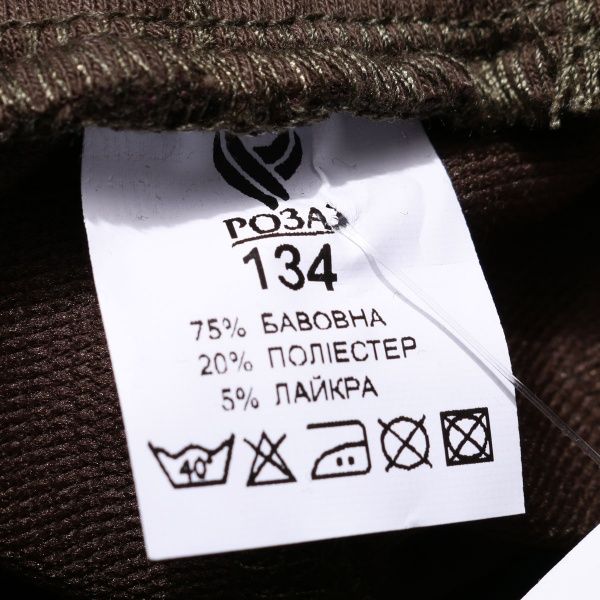 РОЗА
134
75% БАВОВНА
20% ПОЛІЕСТЕР
5% ЛАЙКРА
40°